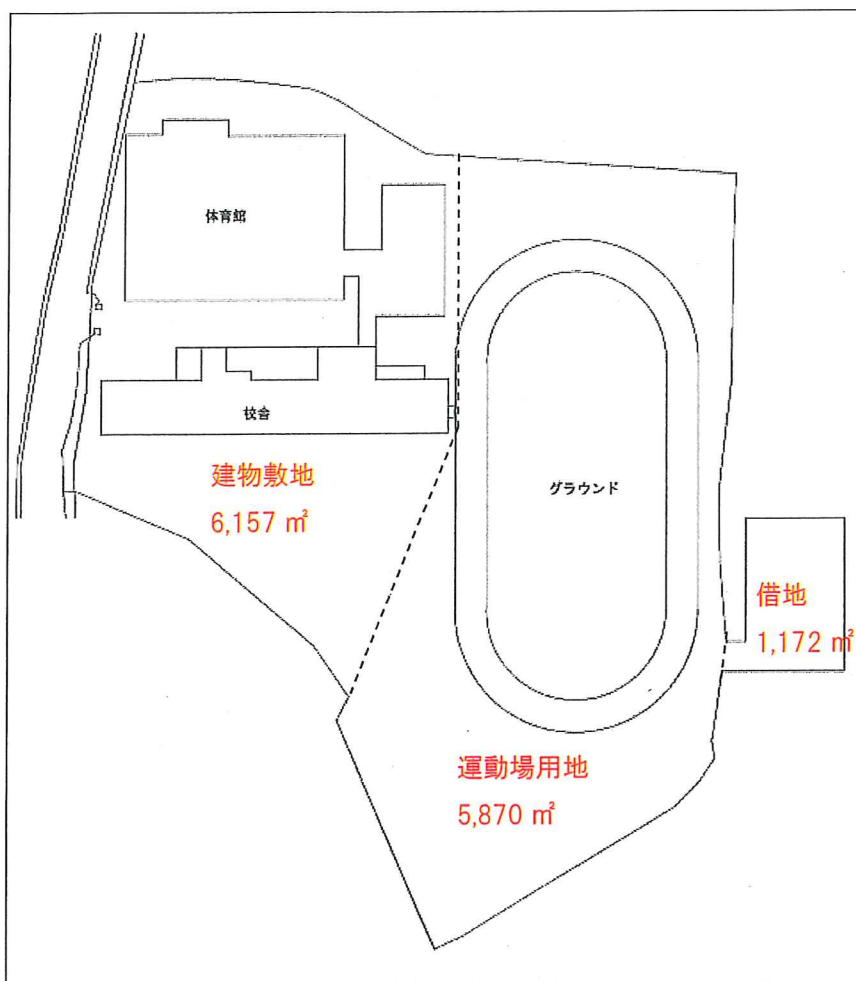 体育館
校舎
建物敷地
6,157 ㎡
グラウンド
借地
1,172 ㎡
運動場用地
5,870 ㎡